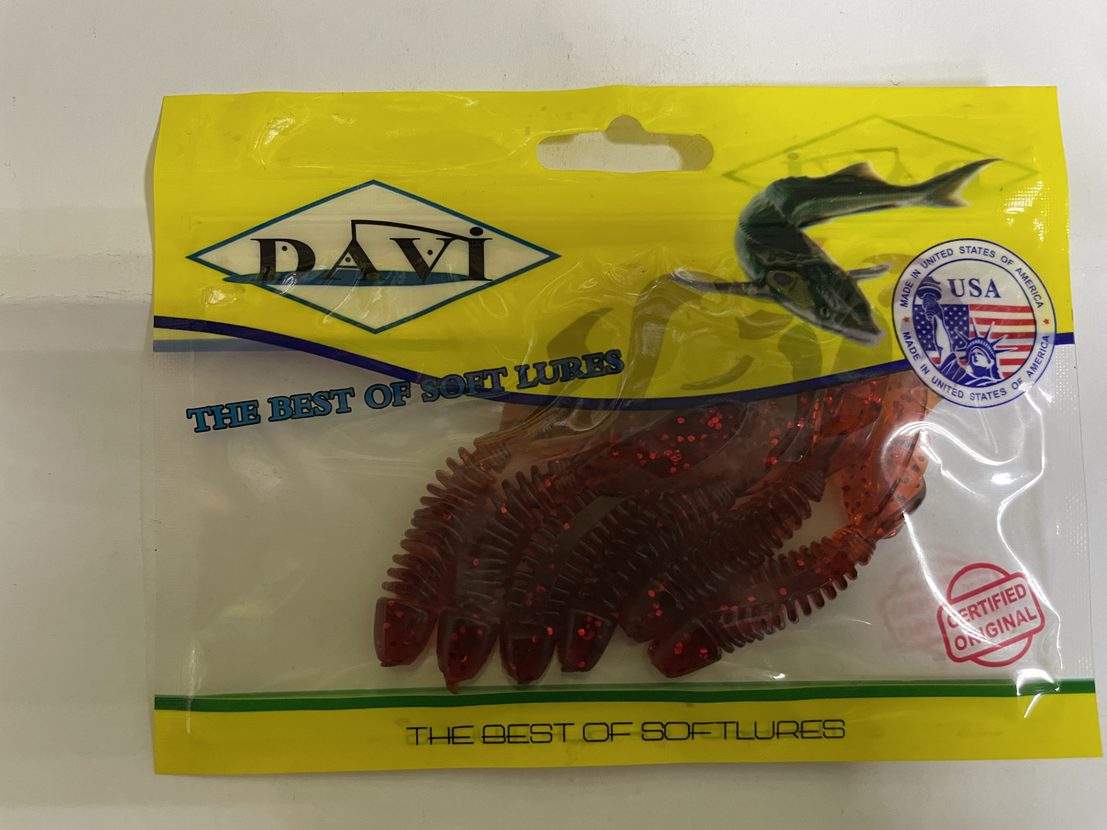 DAVİ
THE BEST OF SOFT LURES
MADE IN UNITED STATES OF AMERICA
USA
MADE IN UNITED STATES OF AMERICA
CERTIFIED
ORIGINAL
THE BEST OF SOFTLURES